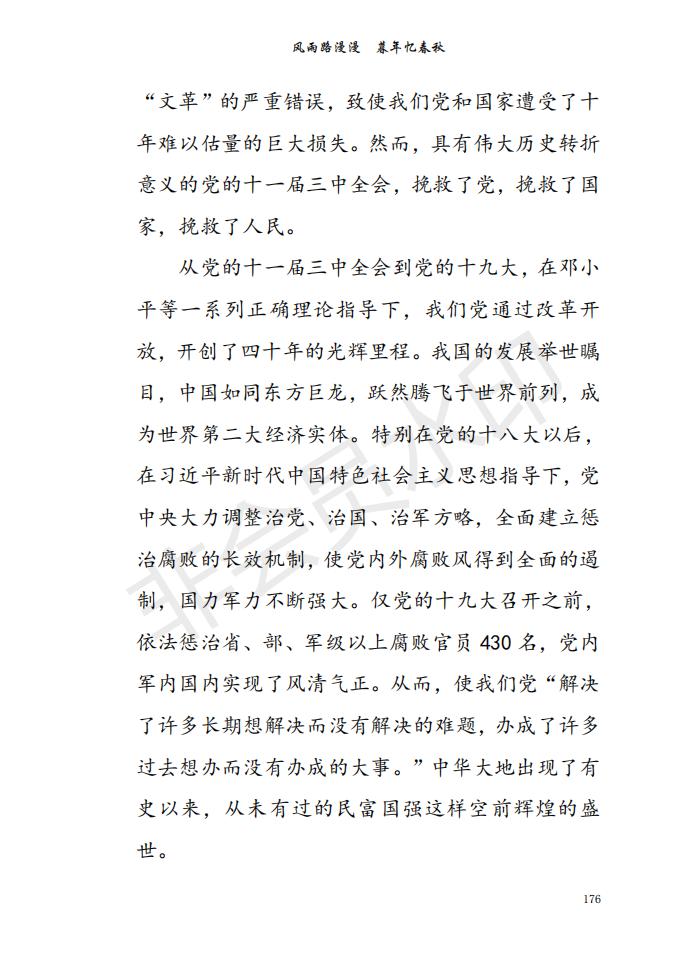 风雨路漫漫　暮年忆春秋
“文革”的严重错误，致使我们党和国家遭受了十
年难以估量的巨大损失。然而，具有伟大历史转折
意义的党的十一届三中全会，挽救了党，挽救了国
家，挽救了人民。
从党的十一届三中全会到党的十九大，在邓小
平等一系列正确理论指导下，我们党通过改革开
放，开创了四十年的光辉里程。我国的发展举世瞩
目，中国如同东方巨龙，跃然腾飞于世界前列，成
为世界第二大经济实体。特别在党的十八大以后，
在习近平新时代中国特色社会主义思想指导下，党
中央大力调整治党、治国、治军方略，全面建立惩
治腐败的长效机制，使党内外腐败风得到全面的遏
制，国力军力不断强大。仅党的十九大召开之前，
依法惩治省、部、军级以上腐败官员 430 名，党内
军内国内实现了风清气正。从而，使我们党“解决
了许多长期想解决而没有解决的难题，办成了许多
过去想办而没有办成的大事。”中华大地出现了有
史以来，从未有过的民富国强这样空前辉煌的盛
世。
非会员水印
176